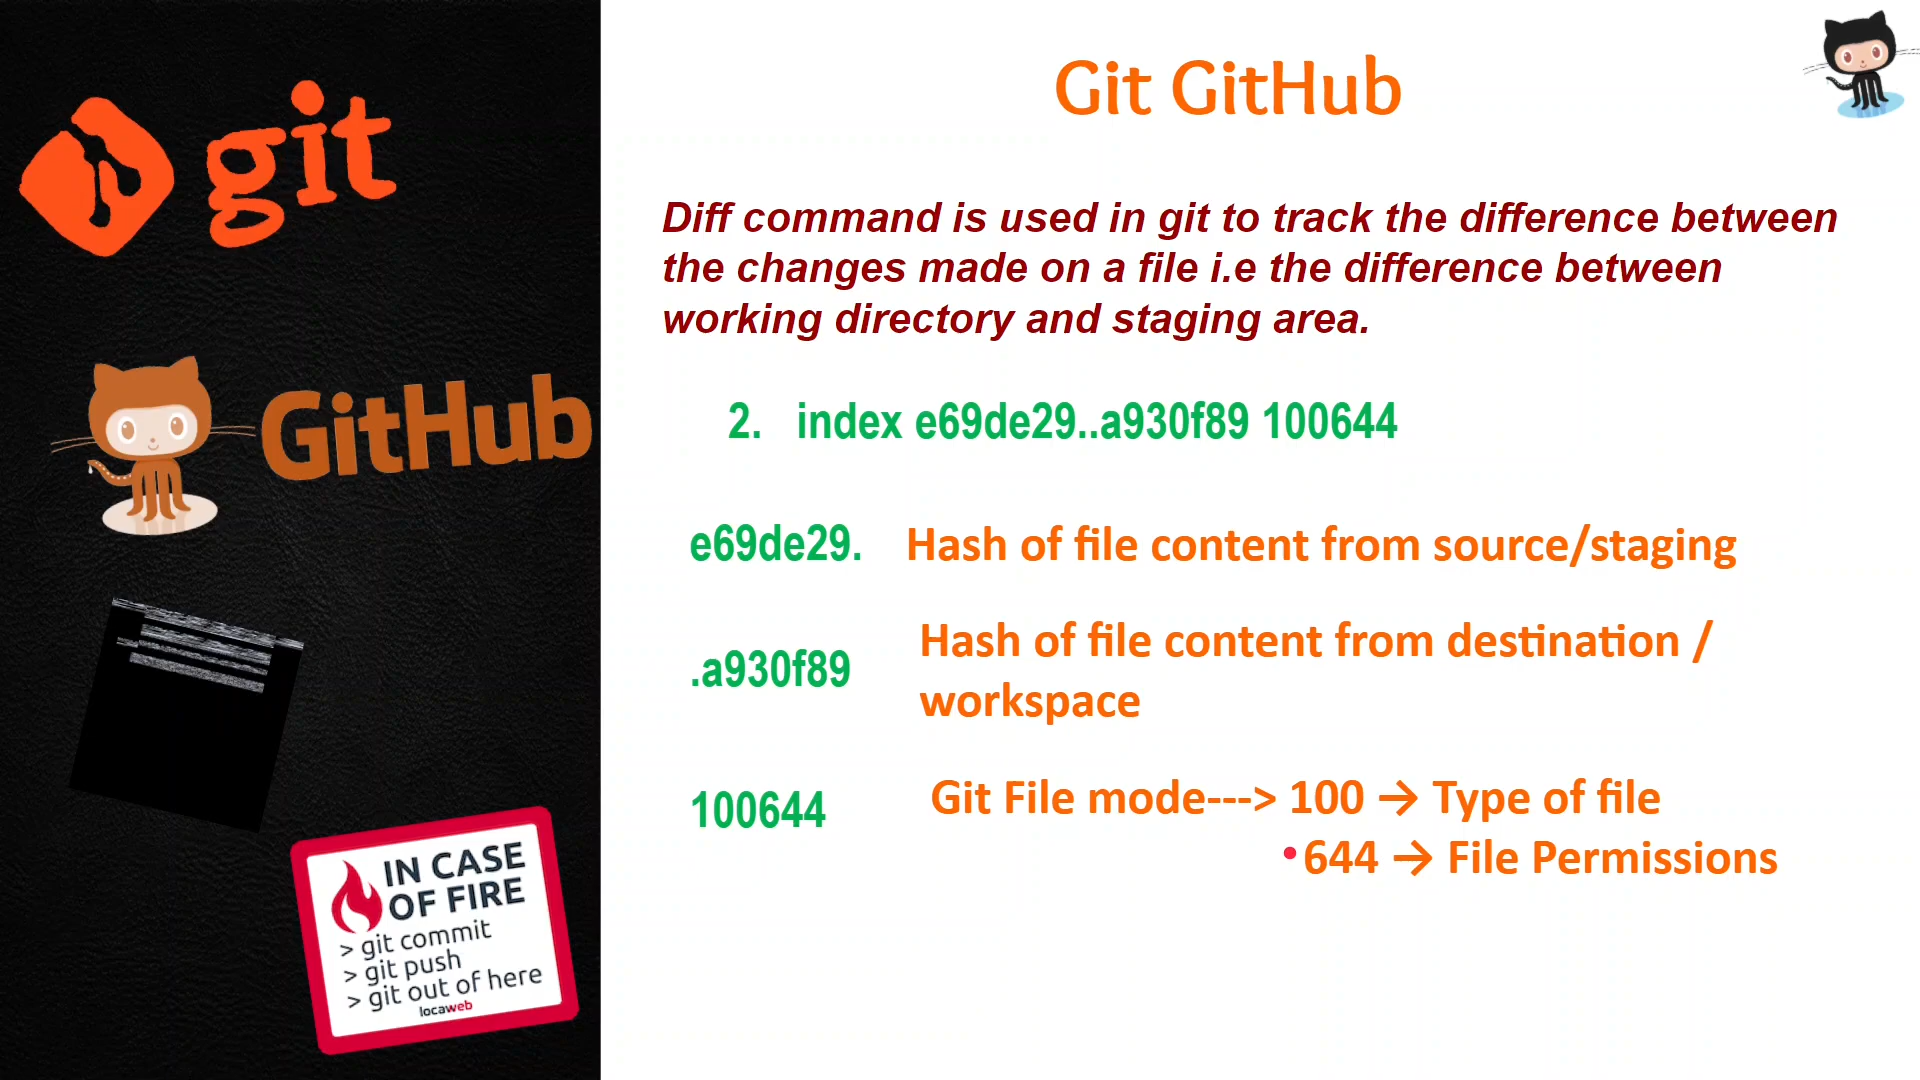 git
GitHub
IN CASE
OF FIRE
> git commit
> git push
> git out of here
locaweb
Git GitHub
Diff command is used in git to track the difference between
the changes made on a file i.e the difference between
working directory and staging area.
2. index e69de29..a930f89 100644
e69de29. Hash of file content from source/staging
.a930f89 Hash of file content from destination /
workspace
100644 Git File mode---> 100 → Type of file
•644 → File Permissions